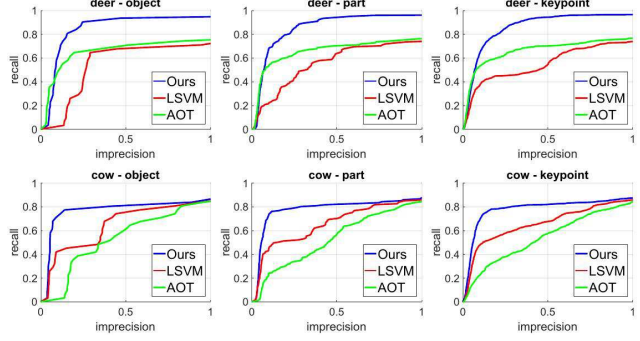 deer - object
deer - part
deer - keypoint
1
0.8
0.6
0.4
0.2
0
0
0.5
1
recall
imprecision
Ours
LSVM
AOT
1
0.8
0.6
0.4
0.2
0
0
0.5
1
recall
imprecision
Ours
LSVM
AOT
1
0.8
0.6
0.4
0.2
0
0
0.5
1
recall
imprecision
Ours
LSVM
AOT
cow - object
cow - part
cow - keypoint
1
0.8
0.6
0.4
0.2
0
0
0.5
1
recall
imprecision
Ours
LSVM
AOT
1
0.8
0.6
0.4
0.2
0
0
0.5
1
recall
imprecision
Ours
LSVM
AOT
1
0.8
0.6
0.4
0.2
0
0
0.5
1
recall
imprecision
Ours
LSVM
AOT